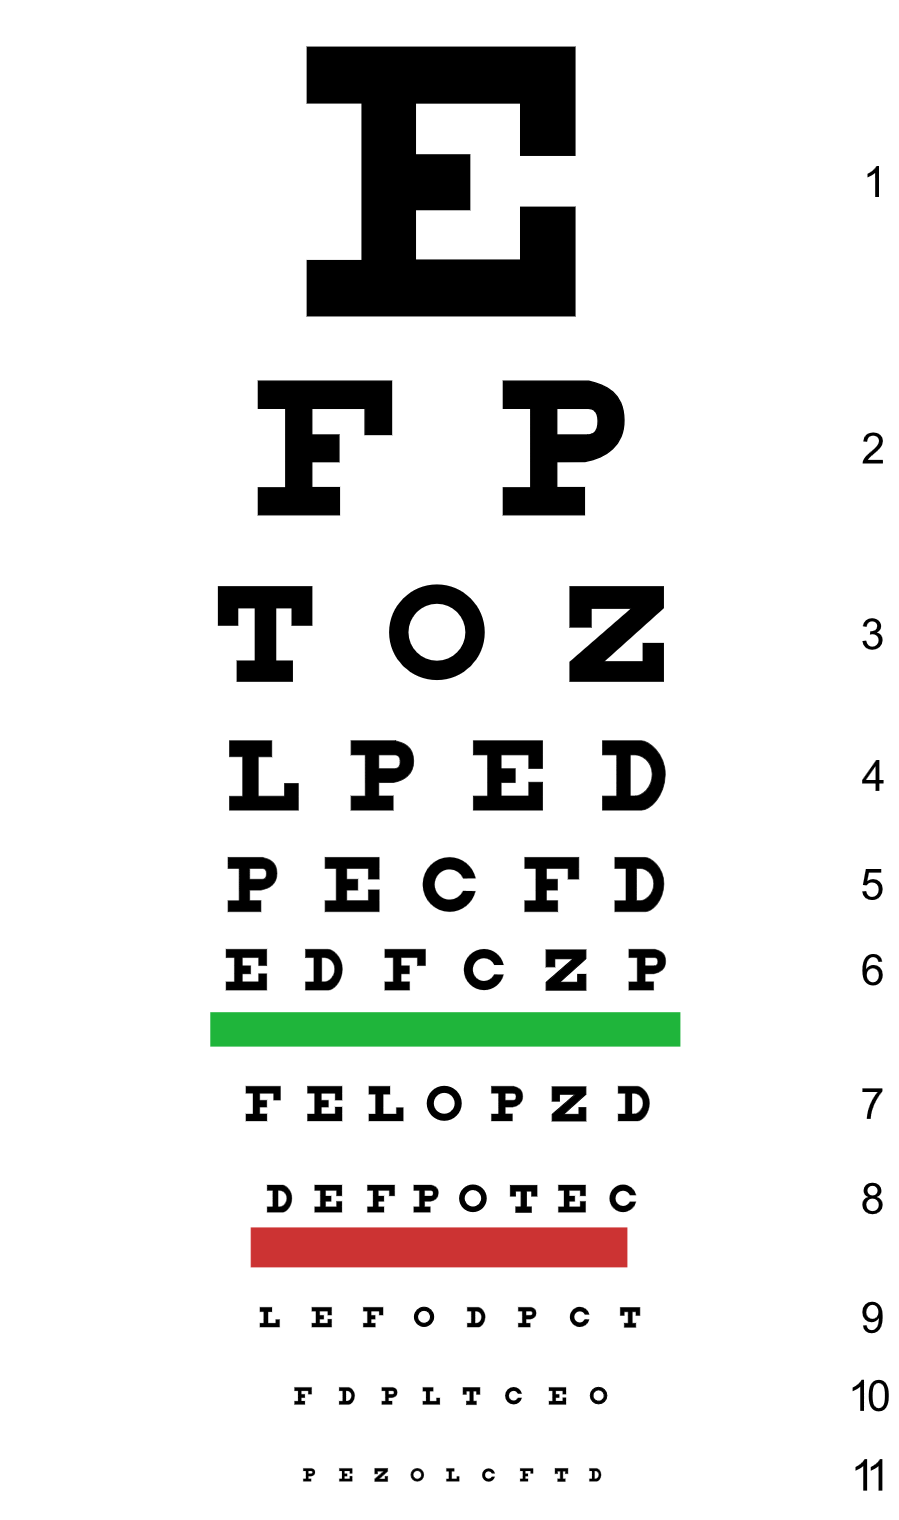 E 1
F P 2
T O Z 3
L P E D 4
P E C F D 5
E D F C Z P 6
F E L O P Z D 7
D E F P O T E C 8
L E F O D P C T 9
F D P L T C E O 10
P E Z O L C F T D 11